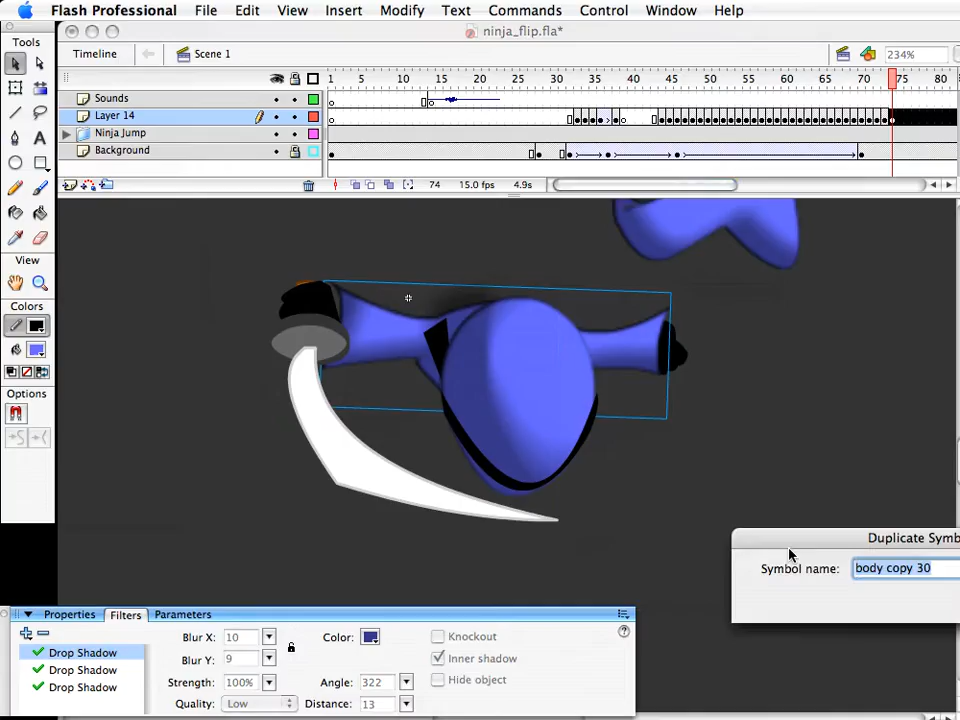 Flash Professional File Edit View Insert Modify Text Commands Control Window Help
Tools
ninja_flip.fla*
Timeline Scene 1 234%
1 5 10 15 20 25 30 35 40 45 50 55 60 65 70 75 80
Sounds
Layer 14
Ninja Jump
Background
74 15.0 fps 4.9s
View
Colors
Options
Duplicate Symb
Symbol name: body copy 30
Properties Filters Parameters
Drop Shadow
Drop Shadow
Drop Shadow
Blur X: 10 Color: Knockout
Blur Y: 9 Inner shadow
Strength: 100% Angle: 322 Hide object
Quality: Low Distance: 13